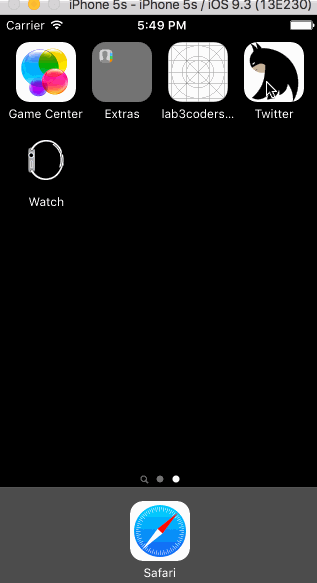 iPhone 5s - iPhone 5s / iOS 9.3 (13E230)
Carrier 5:49 PM
Game Center Extras lab3coders... Twitter
Watch
Safari